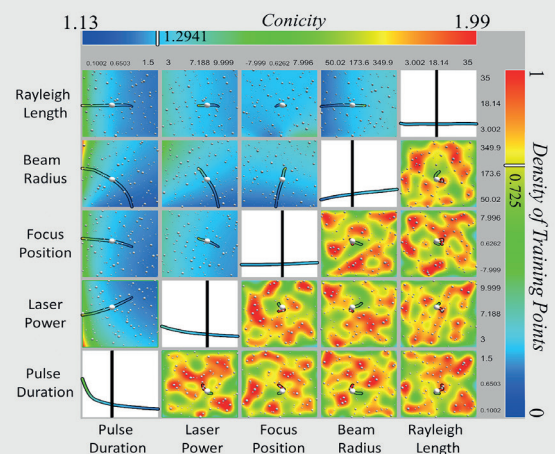 1.13 Conicity 1.99
1.2941
0.1002 0.6503 1.5 3 7.188 9.999 -7.999 0.6262 7.996 50.02 173.6 349.9 3.002 18.14 35
Rayleigh
Length
35
18.14
3.002
Beam
Radius
349.9
173.6
50.02
Focus
Position
7.996
0.6262
-7.999
Laser
Power
9.999
7.188
3
Pulse
Duration
1.5
0.6503
0.1002
Pulse
Duration
Laser
Power
Focus
Position
Beam
Radius
Rayleigh
Length
1
0.725
Density of Training Points
0